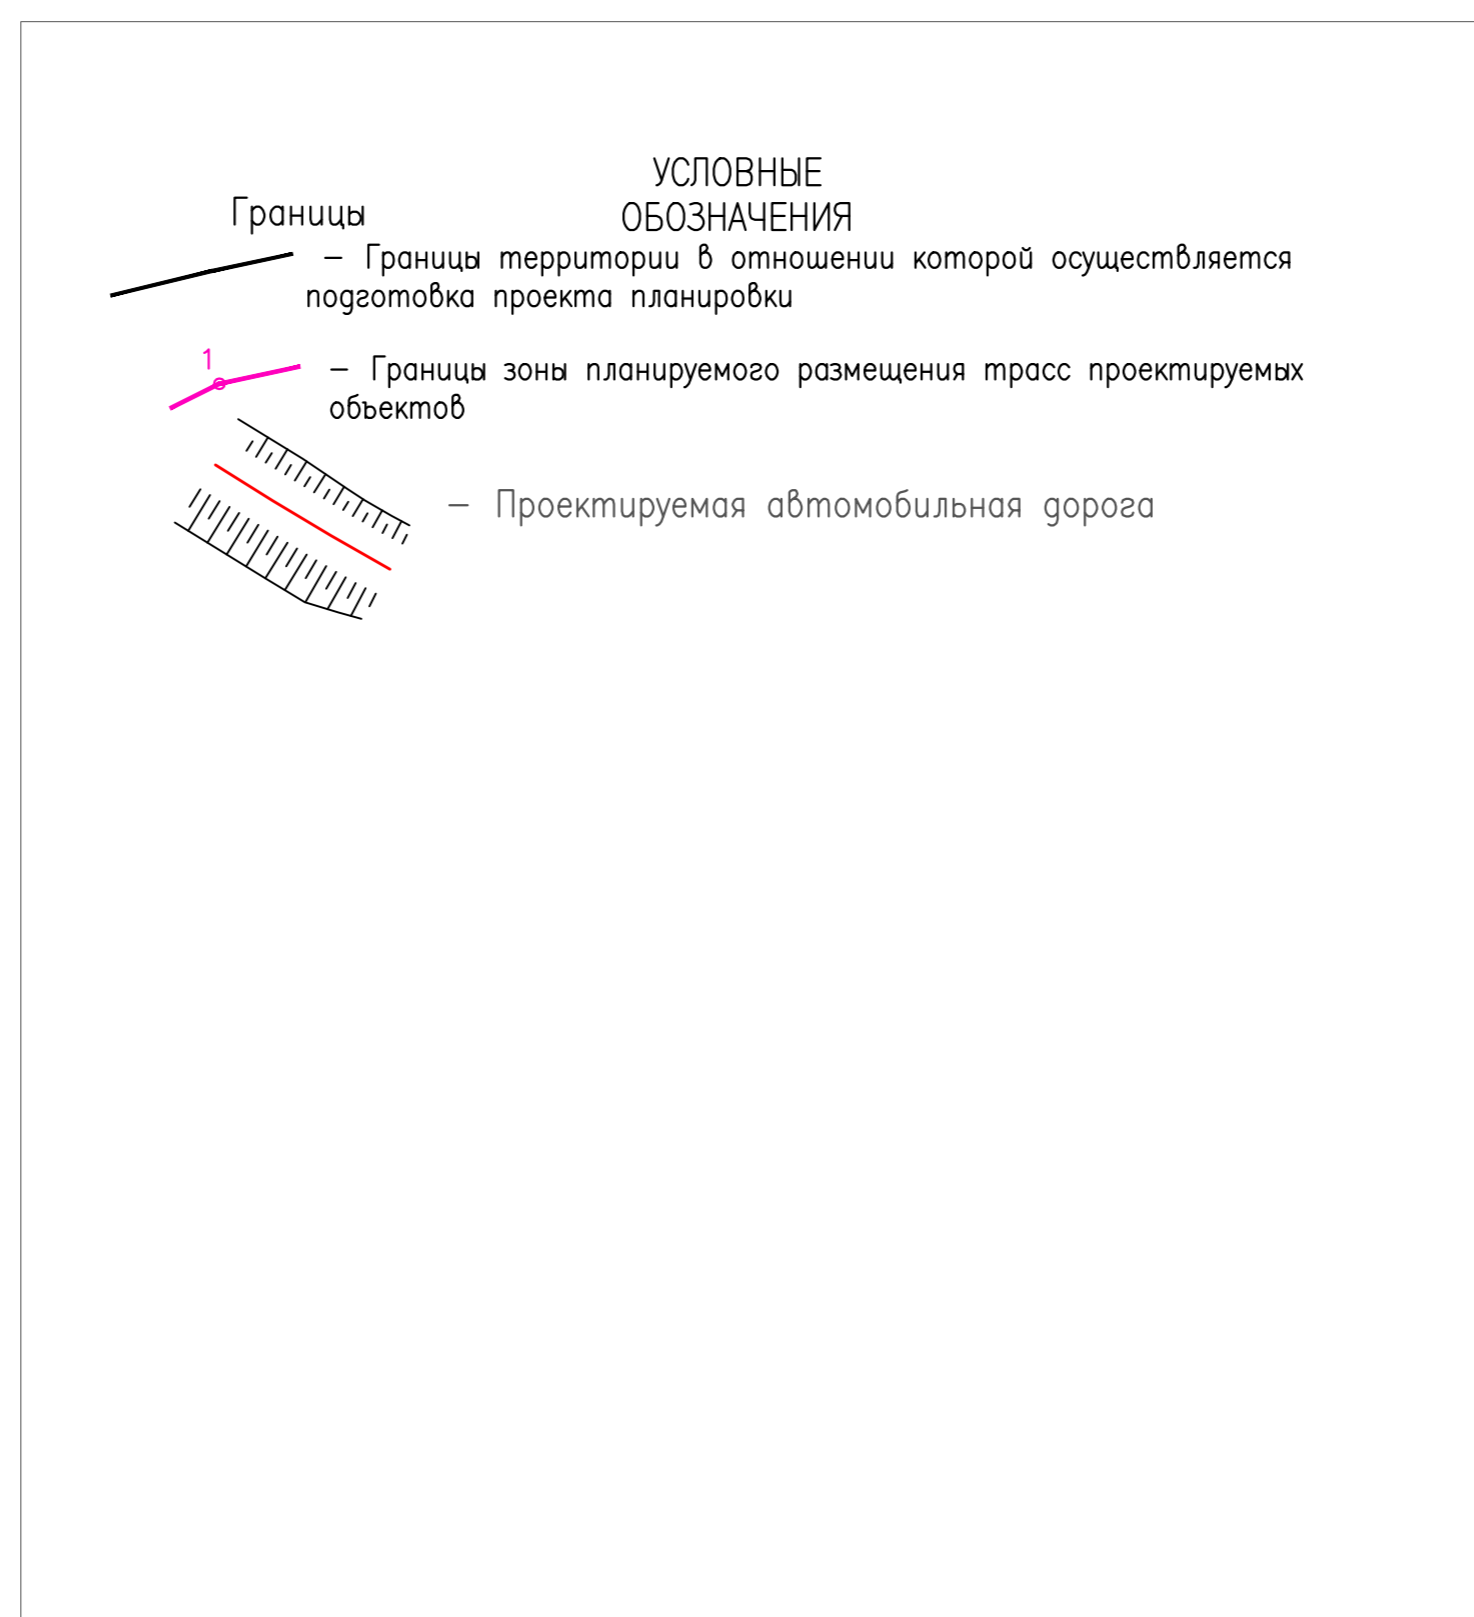 УСЛОВНЫЕ
ОБОЗНАЧЕНИЯ
Границы
– Границы территории в отношении которой осуществляется
подготовка проекта планировки
1
– Границы зоны планируемого размещения трасс проектируемых
объектов
– Проектируемая автомобильная дорога